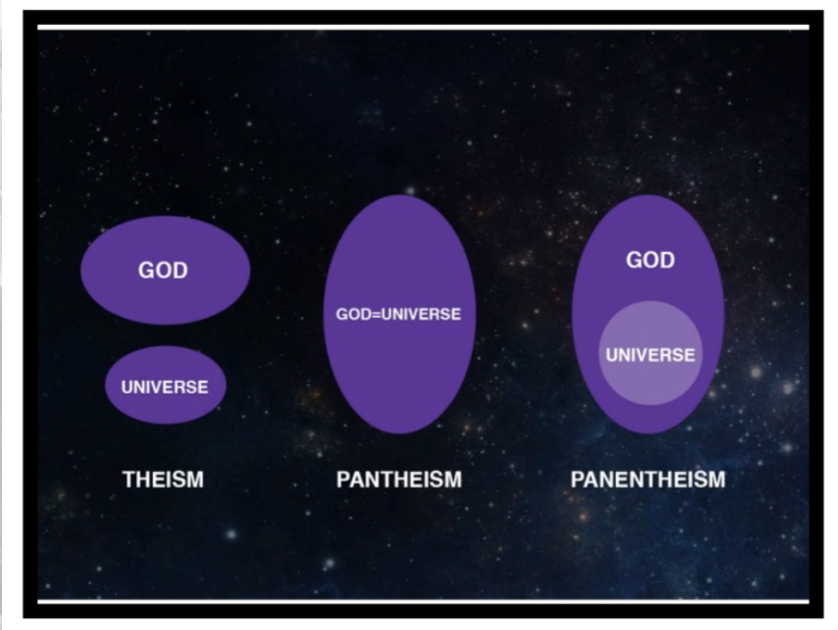 GOD
UNIVERSE
THEISM
GOD=UNIVERSE
PANTHEISM
GOD
UNIVERSE
PANENTHEISM